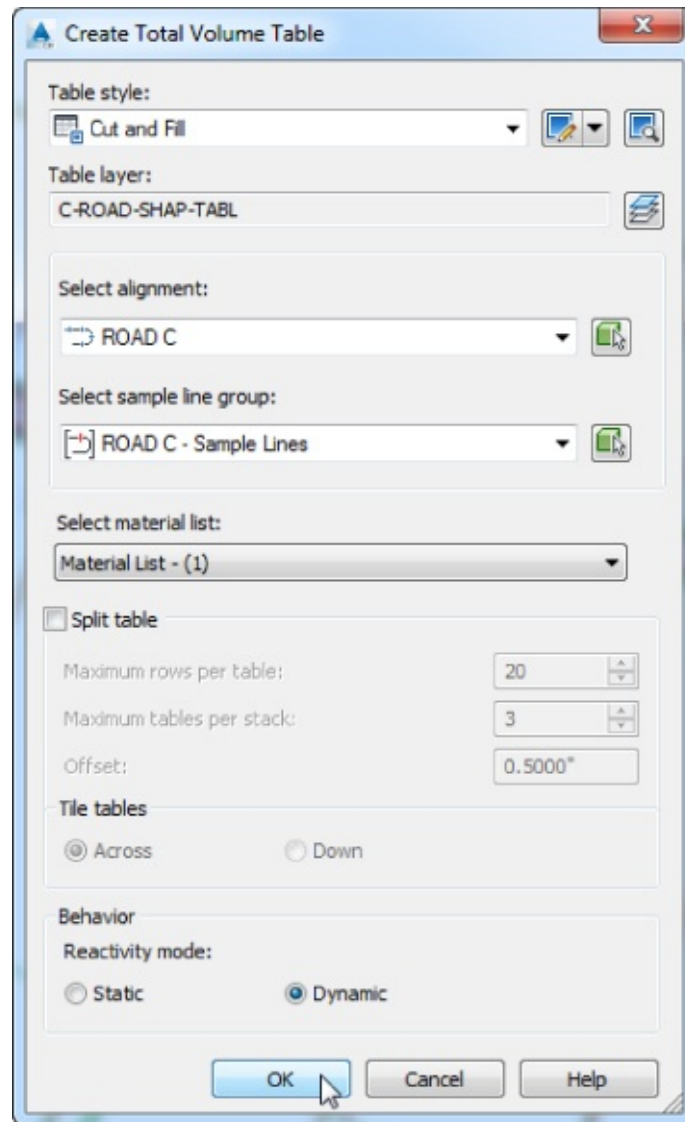 Create Total Volume Table
Table style:
Cut and Fill
Table layer:
C-ROAD-SHAP-TABL
Select alignment:
ROAD C
Select sample line group:
ROAD C - Sample Lines
Select material list:
Material List - (1)
Split table
Maximum rows per table: 20
Maximum tables per stack: 3
Offset: 0.5000"
Tile tables
Across Down
Behavior
Reactivity mode:
Static Dynamic
OK Cancel Help